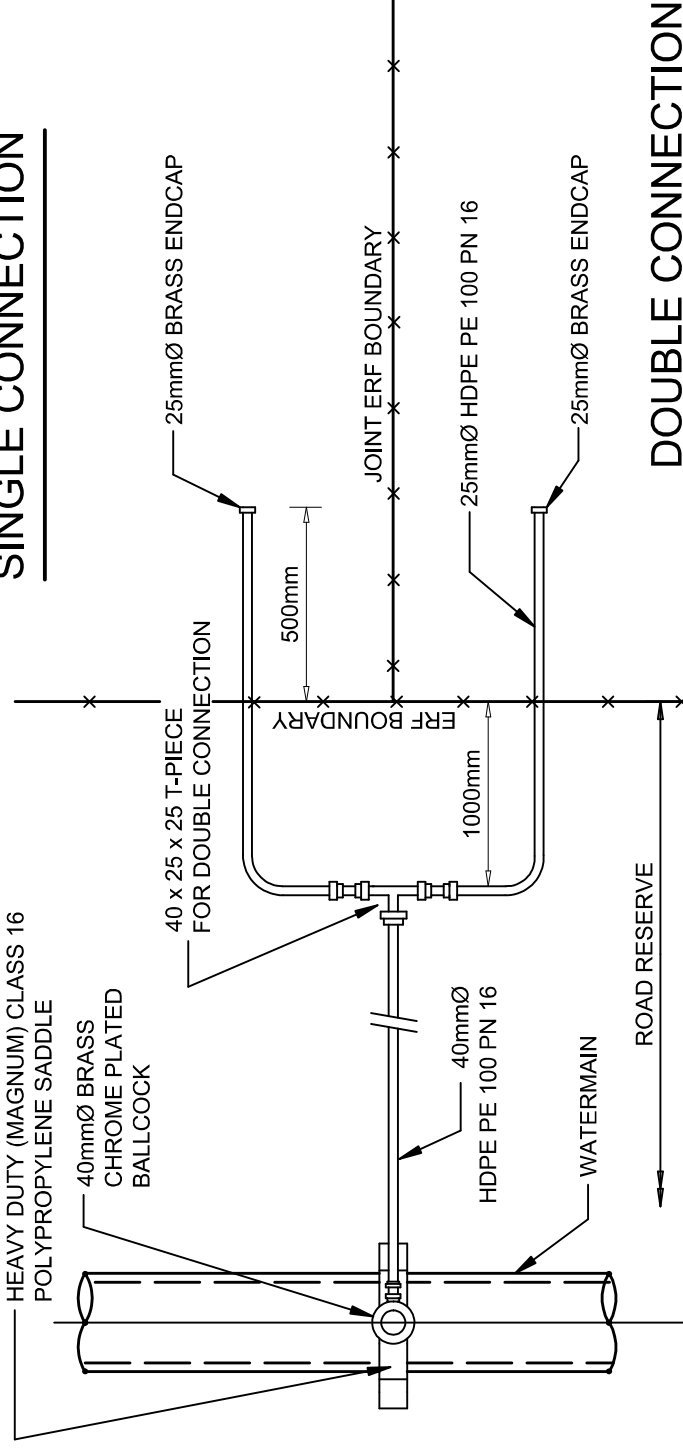 SINGLE CONNECTION
HEAVY DUTY (MAGNUM) CLASS 16
POLYPROPYLENE SADDLE
40mmØ BRASS
CHROME PLATED
BALLCOCK
40 x 25 x 25 T-PIECE
FOR DOUBLE CONNECTION
25mmØ BRASS ENDCAP
500mm
ERF BOUNDARY
JOINT ERF BOUNDARY
1000mm
40mmØ
HDPE PE 100 PN 16
25mmØ HDPE PE 100 PN 16
25mmØ BRASS ENDCAP
WATERMAIN
ROAD RESERVE
DOUBLE CONNECTION